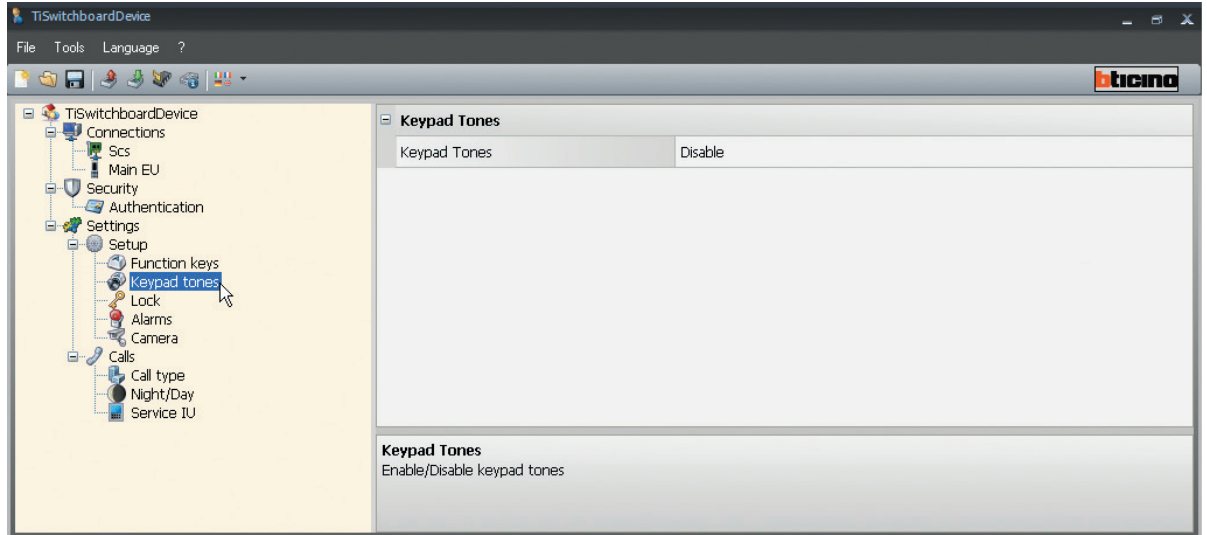 TiSwitchboardDevice
File Tools Language ?
bticino
TiSwitchboardDevice
Connections
Scs
Main EU
Security
Authentication
Settings
Setup
Function keys
Keypad tones
Lock
Alarms
Camera
Calls
Call type
Night/Day
Service IU
Keypad Tones
Keypad Tones Disable
Keypad Tones
Enable/Disable keypad tones